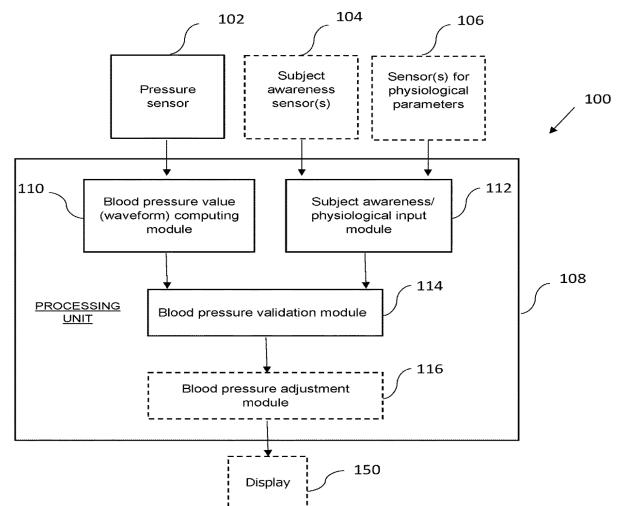 102
104
106
Pressure
sensor
Subject
awareness
sensor(s)
Sensor(s) for
physiological
parameters
100
110
Blood pressure value
(waveform) computing
module
Subject awareness/
physiological input
module
112
108
PROCESSING
UNIT
Blood pressure validation module
114
Blood pressure adjustment
module
116
Display
150